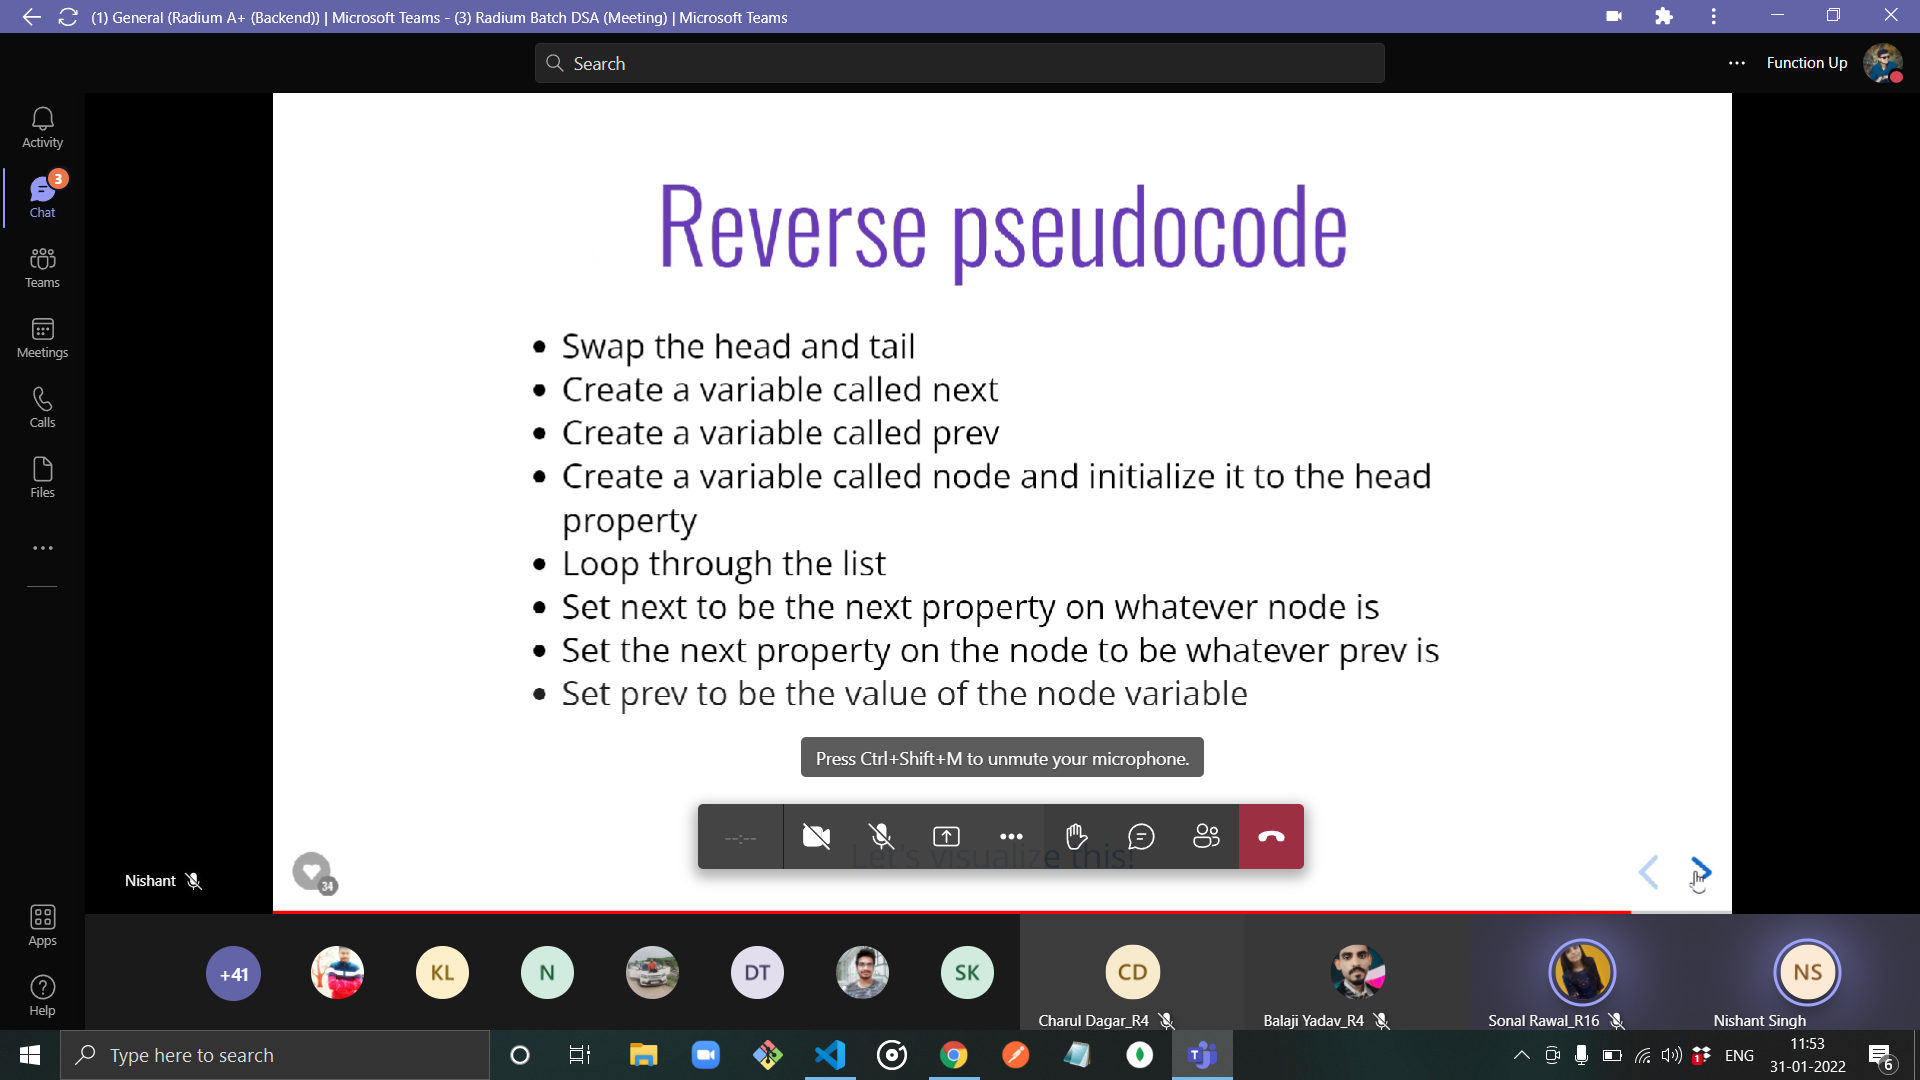 (1) General (Radium A+ (Backend)) | Microsoft Teams - (3) Radium Batch DSA (Meeting) | Microsoft Teams
Search
Function Up
Activity
3
Chat
Teams
Meetings
Calls
Files
Apps
Help
Reverse pseudocode
Swap the head and tail
Create a variable called next
Create a variable called prev
Create a variable called node and initialize it to the head
property
Loop through the list
Set next to be the next property on whatever node is
Set the next property on the node to be whatever prev is
Set prev to be the value of the node variable
Press Ctrl+Shift+M to unmute your microphone.
--:--
Let's visualize this!
Nishant
34
+41
KL
N
DT
SK
CD
NS
Charul Dagar_R4
Balaji Yadav_R4
Sonal Rawal_R16
Nishant Singh
Type here to search
T
1
ENG
11:53
31-01-2022
6